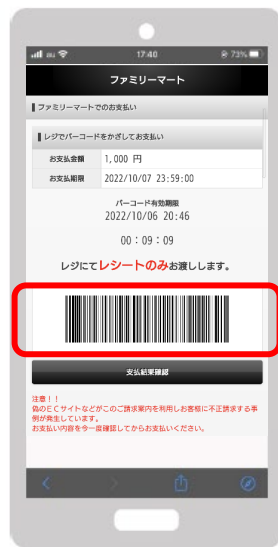 au
17:40
73%
ファミリーマート
ファミリーマートでのお支払い
レジでバーコードをかざしてお支払い
お支払金額 1,000 円
お支払期限 2022/10/07 23:59:00
バーコード有効期限
2022/10/06 20:46
00：09：09
レジにてレシートのみお渡しします。
支払結果確認
注意！！
偽のＥＣサイトなどがこのご請求案内を利用しお客様に不正請求する事
例が発生しています。
お支払い内容を今一度確認してからお支払いください。